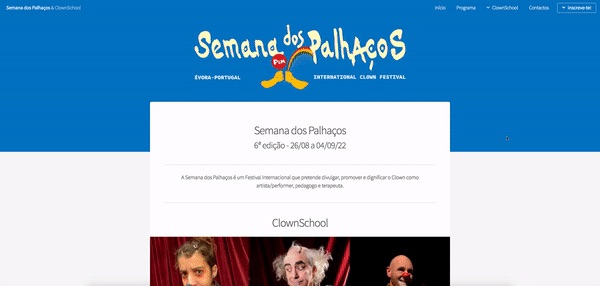 Semana dos Palhaços & ClownSchool
Início
Programa
ClownSchool
Contactos
Inscreve-te!
Semana dos Palhaços
PIM
ÉVORA-PORTUGAL
INTERNATIONAL CLOWN FESTIVAL
Semana dos Palhaços
6ª edição - 26/08 a 04/09/22
A Semana dos Palhaços é um Festival Internacional que pretende divulgar, promover e dignificar o Clown como
artista/performer, pedagogo e terapeuta.
ClownSchool